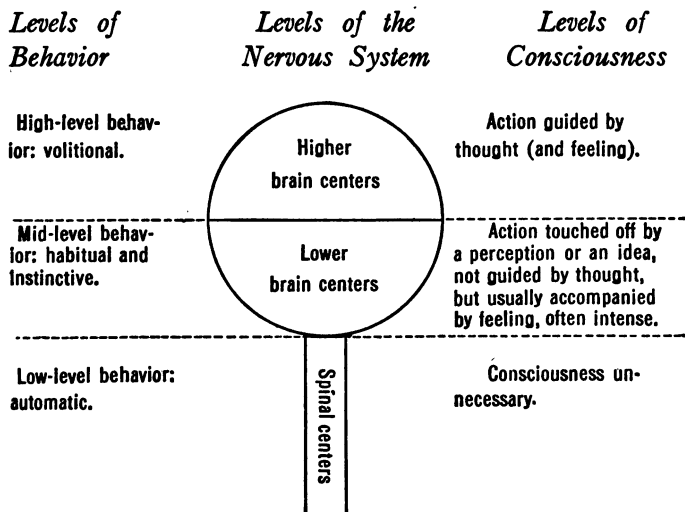 Levels of
Behavior
Levels of the
Nervous System
Levels of
Consciousness
High-level behav-
ior: volitional.
Higher
brain centers
Action guided by
thought (and feeling).
Mid-level behav-
ior: habitual and
instinctive.
Lower
brain centers
Action touched off by
a perception or an idea,
not guided by thought,
but usually accompanied
by feeling, often intense.
Low-level behavior:
automatic.
Spinal centers
Consciousness un-
necessary.